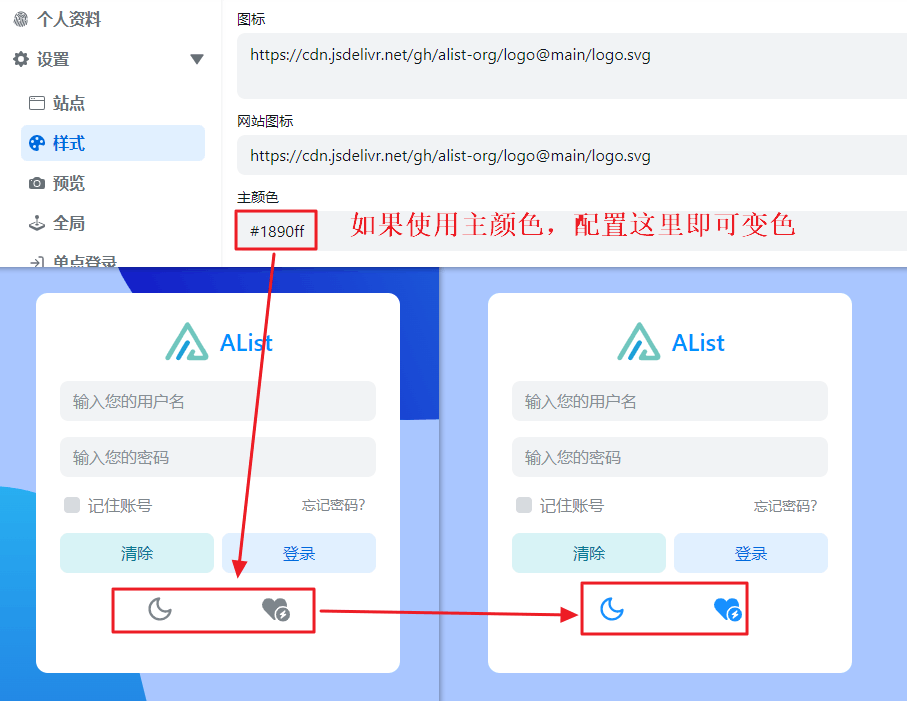 个人资料
设置
站点
样式
预览
全局
单点登录
图标
https://cdn.jsdelivr.net/gh/alist-org/logo@main/logo.svg
网站图标
https://cdn.jsdelivr.net/gh/alist-org/logo@main/logo.svg
主颜色
#1890ff
如果使用主颜色，配置这里即可变色
AList
输入您的用户名
输入您的密码
记住账号 忘记密码?
清除 登录
AList
输入您的用户名
输入您的密码
记住账号 忘记密码?
清除 登录